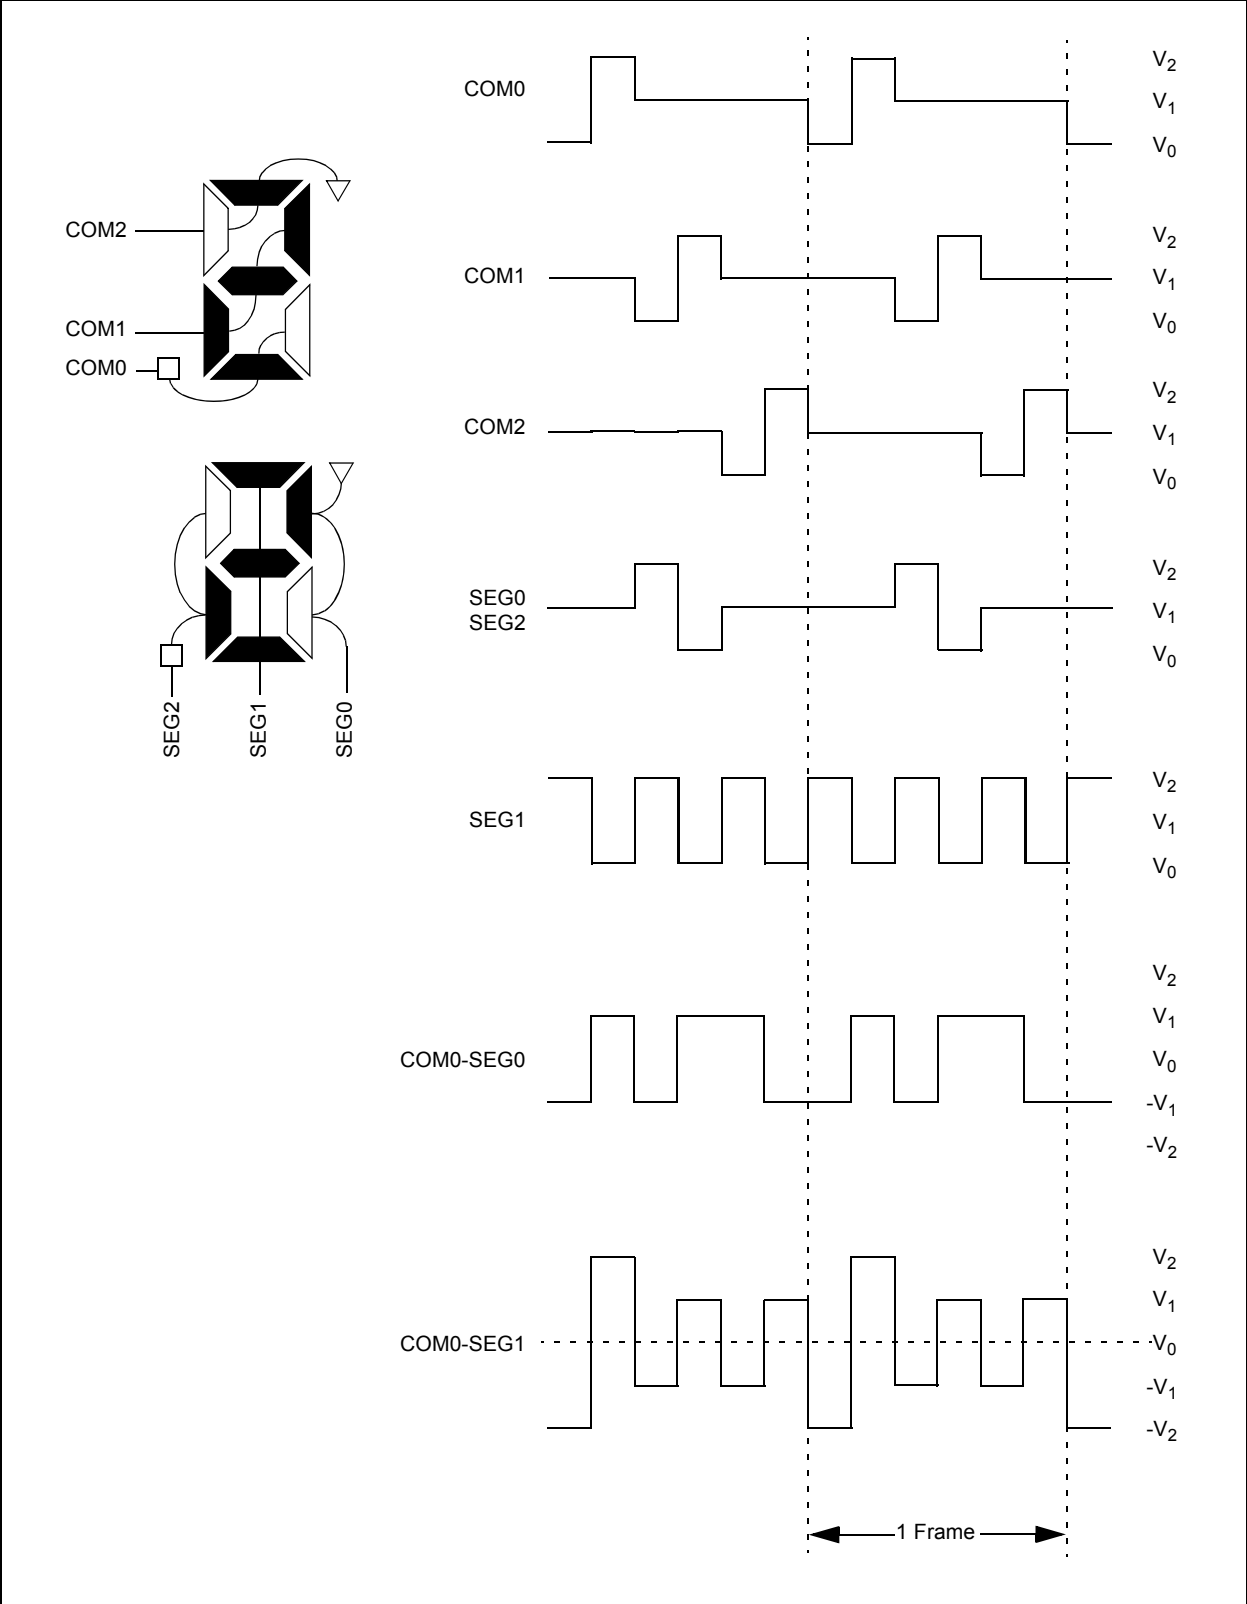 COM0
V2
V1
V0
COM2
COM1
COM0
COM1
V2
V1
V0
COM2
V2
V1
V0
SEG2
SEG1
SEG0
SEG0
SEG2
V2
V1
V0
SEG1
V2
V1
V0
COM0-SEG0
V2
V1
V0
-V1
-V2
COM0-SEG1
V2
V1
V0
-V1
-V2
1 Frame